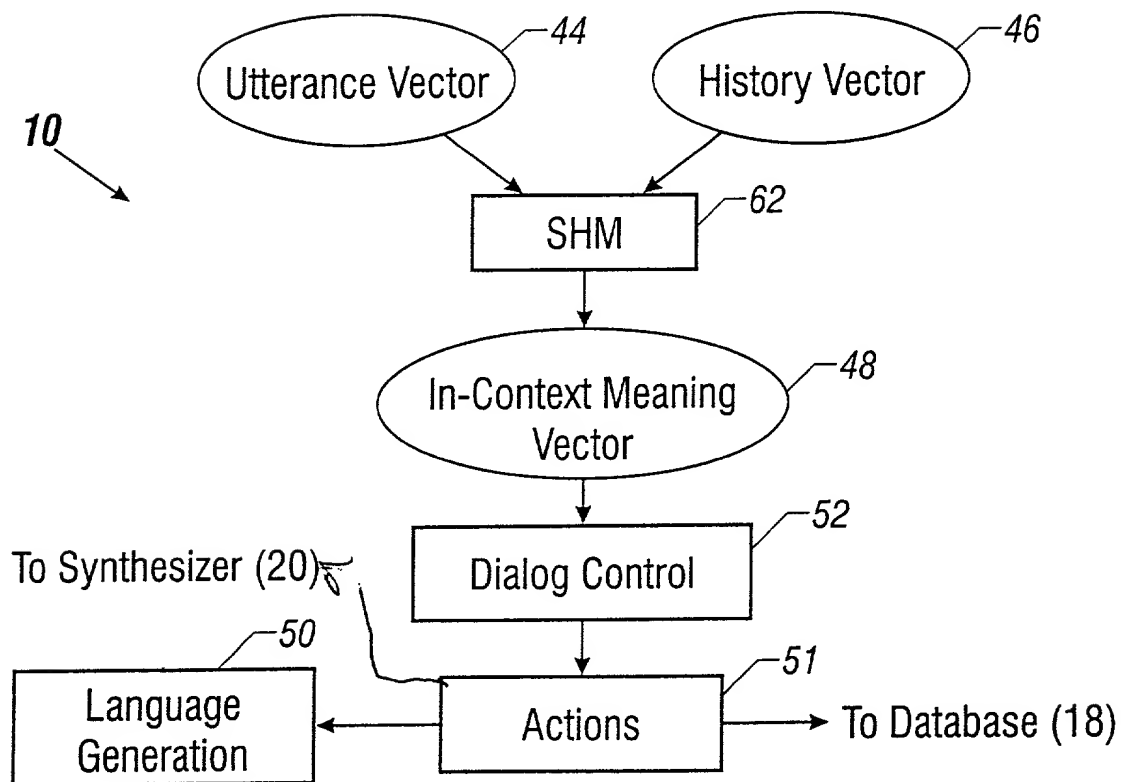 44
46
Utterance Vector
History Vector
10
62
SHM
48
In-Context Meaning
Vector
52
Dialog Control
To Synthesizer (20)
50
51
Language
Generation
Actions
To Database (18)